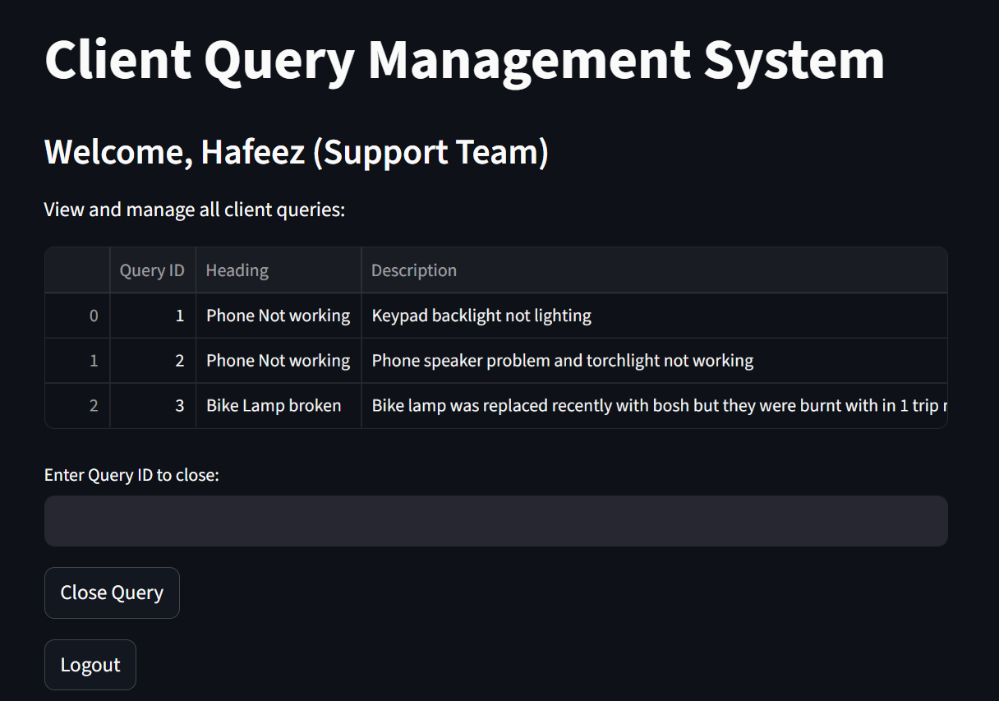 Client Query Management System
Welcome, Hafeez (Support Team)
View and manage all client queries:
Query ID Heading Description
0 1 Phone Not working Keypad backlight not lighting
1 2 Phone Not working Phone speaker problem and torchlight not working
2 3 Bike Lamp broken Bike lamp was replaced recently with bosh but they were burnt with in 1 trip
Enter Query ID to close:
Close Query
Logout